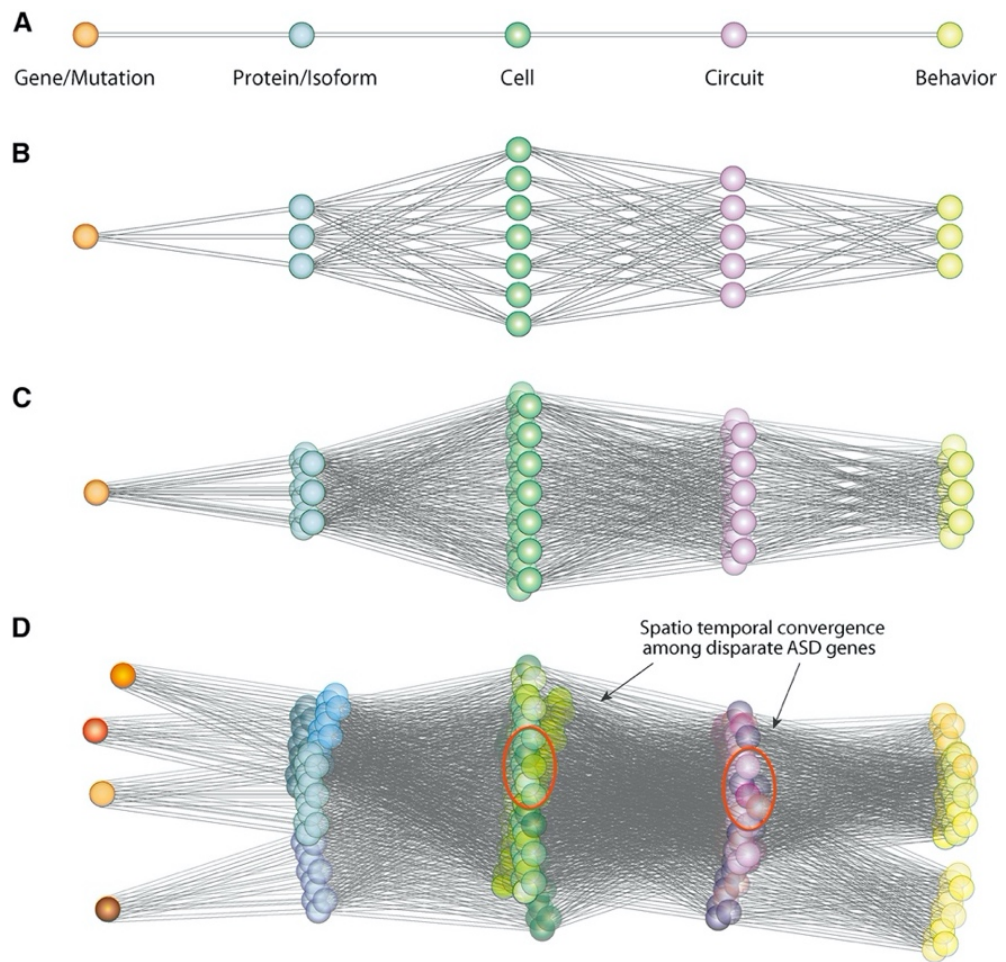 A
Gene/Mutation Protein/Isoform Cell Circuit Behavior
B
C
D
Spatio temporal convergence
among disparate ASD genes